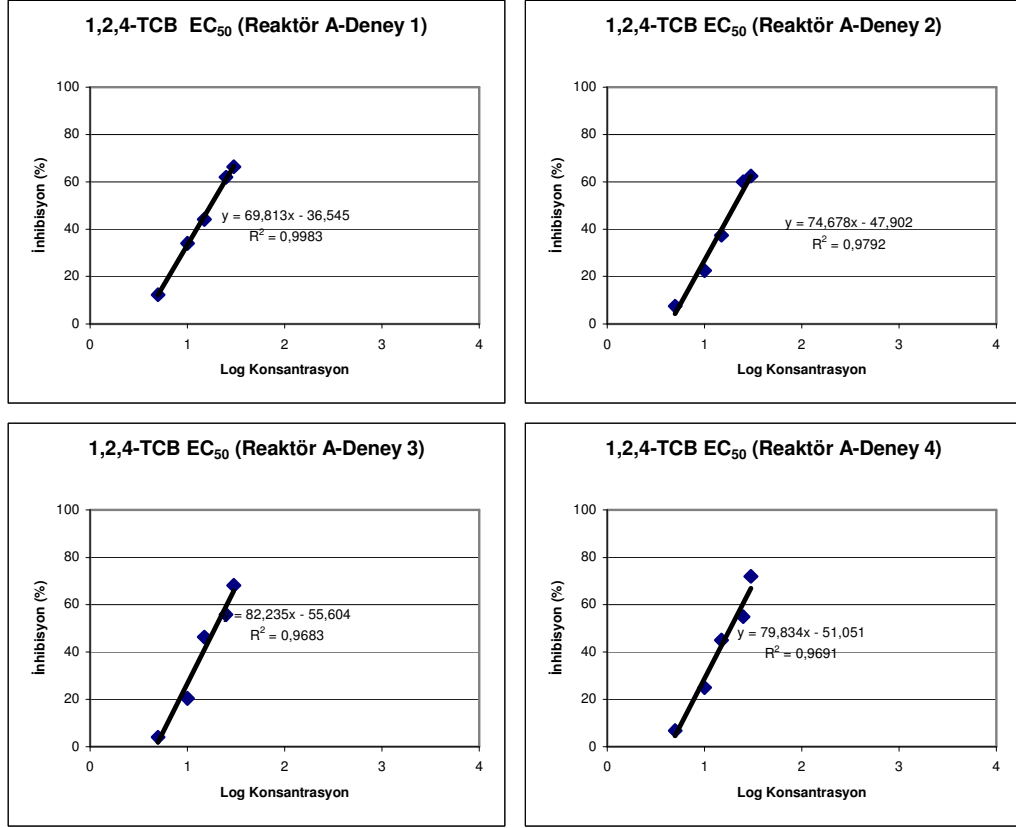 1,2,4-TCB EC50 (Reaktör A-Deney 1)
100
80
60
40
20
0
İnhibisyon (%)
y = 69,813x - 36,545
R2 = 0,9983
0 1 2 3 4
Log Konsantrasyon
1,2,4-TCB EC50 (Reaktör A-Deney 2)
100
80
60
40
20
0
İnhibisyon (%)
y = 74,678x - 47,902
R2 = 0,9792
0 1 2 3 4
Log Konsantrasyon
1,2,4-TCB EC50 (Reaktör A-Deney 3)
100
80
60
40
20
0
İnhibisyon (%)
= 82,235x - 55,604
R2 = 0,9683
0 1 2 3 4
Log Konsantrasyon
1,2,4-TCB EC50 (Reaktör A-Deney 4)
100
80
60
40
20
0
İnhibisyon (%)
y = 79,834x - 51,051
R2 = 0,9691
0 1 2 3 4
Log Konsantrasyon